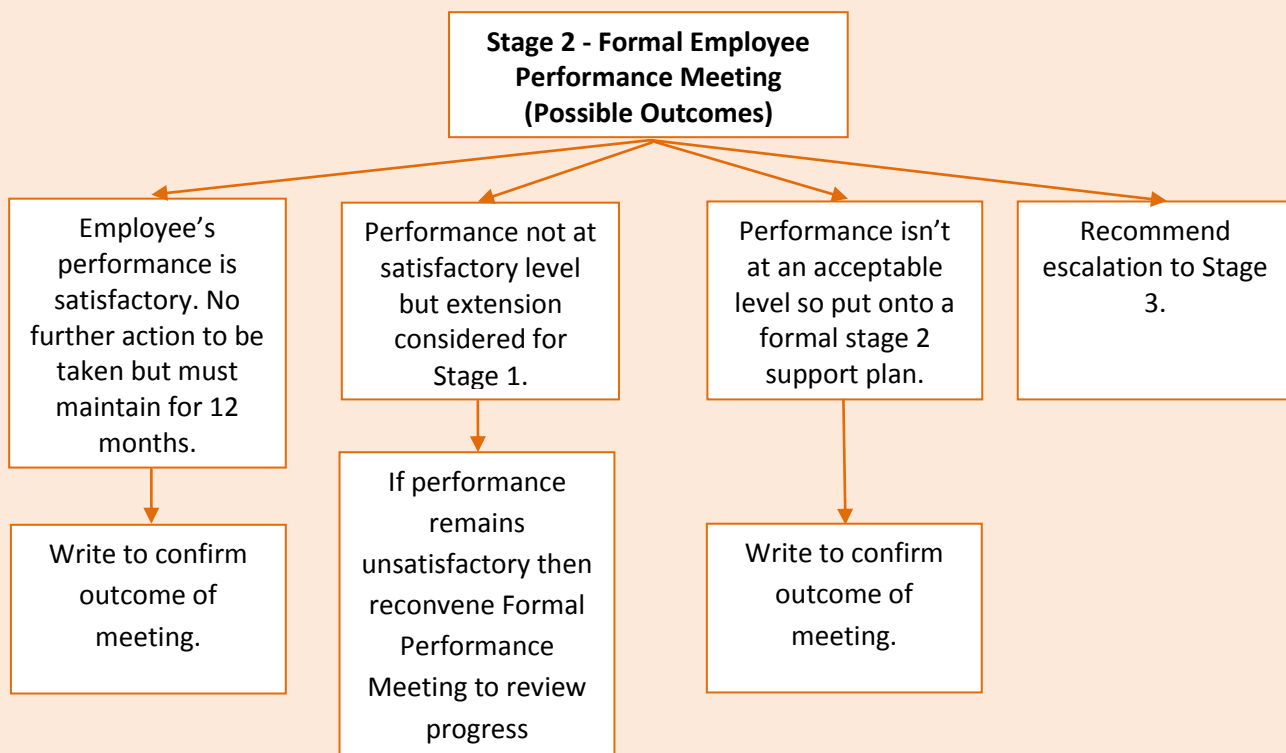 Stage 2 - Formal Employee
Performance Meeting
(Possible Outcomes)
Employee’s
performance is
satisfactory. No
further action to be
taken but must
maintain for 12
months.
Performance not at
satisfactory level
but extension
considered for
Stage 1.
Performance isn’t
at an acceptable
level so put onto a
formal stage 2
support plan.
Recommend
escalation to Stage
3.
Write to confirm
outcome of
meeting.
If performance
remains
unsatisfactory then
reconvene Formal
Performance
Meeting to review
progress
Write to confirm
outcome of
meeting.